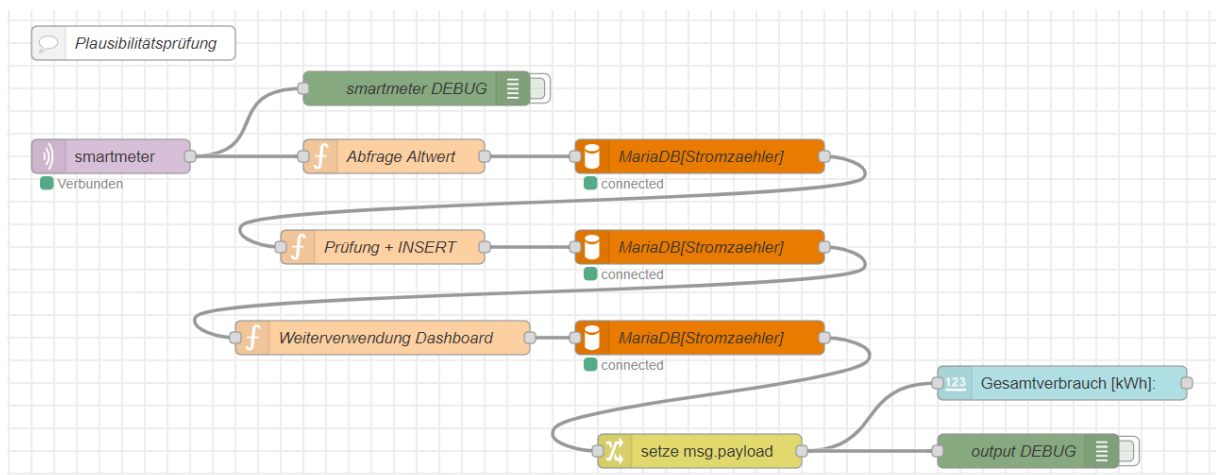 Plausibilitätsprüfung
smartmeter DEBUG
smartmeter
Verbunden
Abfrage Altwert
MariaDB[Stromzaehler]
connected
Prüfung + INSERT
MariaDB[Stromzaehler]
connected
Weiterverwendung Dashboard
MariaDB[Stromzaehler]
connected
123
Gesamtverbrauch [kWh]:
setze msg.payload
output DEBUG